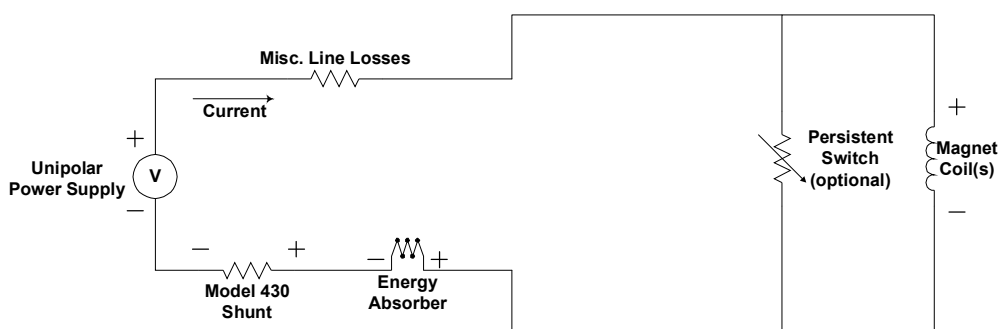 Misc. Line Losses
Current
+
Unipolar
Power Supply
V
−
+
Persistent
Switch
(optional)
Magnet
Coil(s)
−
− +
Model 430
Shunt
− +
Energy
Absorber